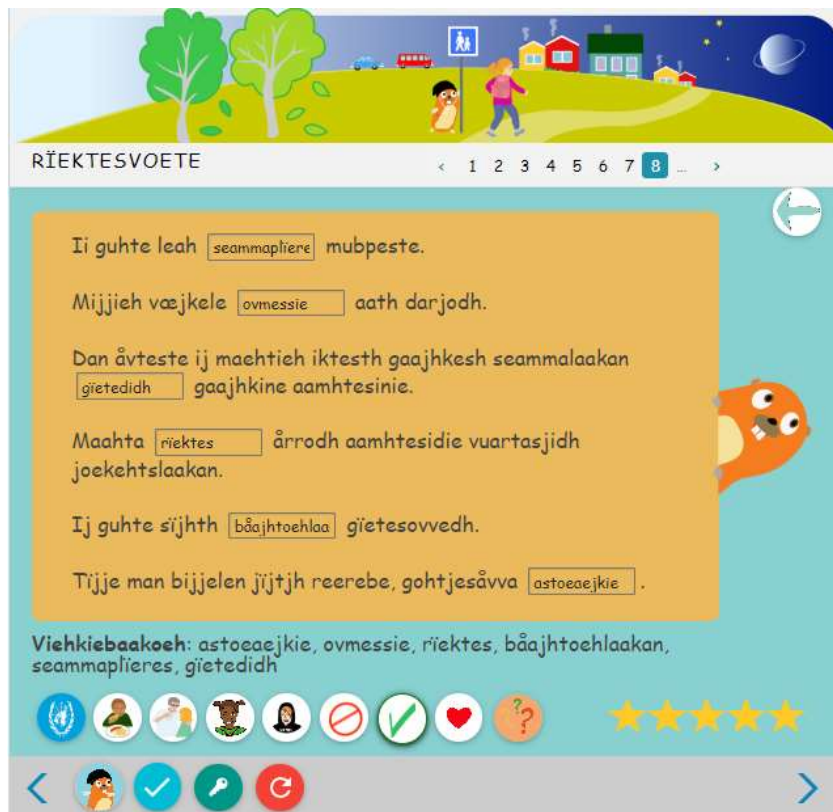 RÏEKTESVOETE
‹ 1 2 3 4 5 6 7 8 ... ›
Ii guhte leah seammaplïere mubpeste.
Mijjieh væjkele ovmessie aath darjodh.
Dan åvteste ij maehtieh iktesth gaajhkesh seammalaakan
gïetedidh gaajhkine aamhtesinie.
Maahta rïektes årrodh aamhtesidie vuartasjidh
joekehtslaakan.
Ij guhte sïjhth båajhtoehlaa gïetesovvedh.
Tïjje man bijjelen jïjtjh reerebe, gohtjesåvva astoeaejkie .
Viehkiebaakoeh: astoeaejkie, ovmessie, rïektes, båajhtoehlaakan,
seammaplïeres, gïetedidh
? ?